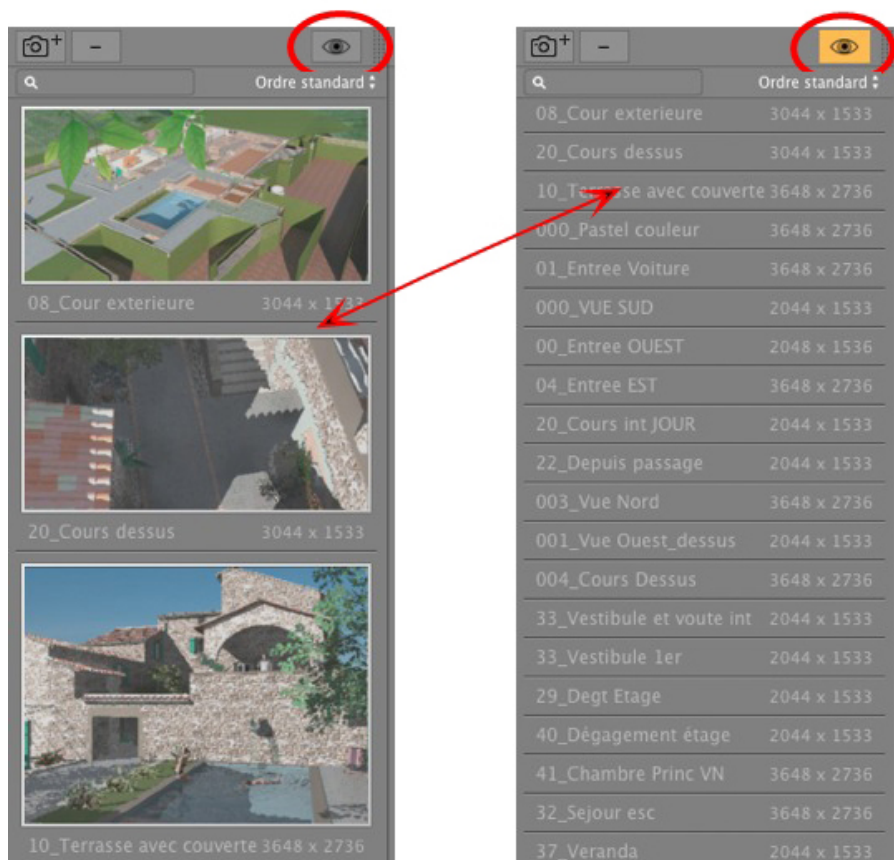 Ordre standard
08_Cour exterieure 3044 x 1533
20_Cours dessus 3044 x 1533
10_Terrasse avec couverte 3648 x 2736
Ordre standard
08_Cour exterieure 3044 x 1533
20_Cours dessus 3044 x 1533
10_Terrasse avec couverte 3648 x 2736
000_Pastel couleur 3648 x 2736
01_Entree Voiture 3648 x 2736
000_VUE SUD 2044 x 1533
00_Entree OUEST 2048 x 1536
04_Entree EST 3648 x 2736
20_Cours int JOUR 2044 x 1533
22_Depuis passage 2044 x 1533
003_Vue Nord 3648 x 2736
001_Vue Ouest_dessus 2044 x 1533
004_Cours Dessus 3648 x 2736
33_Vestibule et voute int 2044 x 1533
33_Vestibule 1er 2044 x 1533
29_Degt Etage 2044 x 1533
40_Dégagement étage 2044 x 1533
41_Chambre Princ VN 3648 x 2736
32_Sejour esc 3648 x 2736
37_Veranda 2044 x 1533